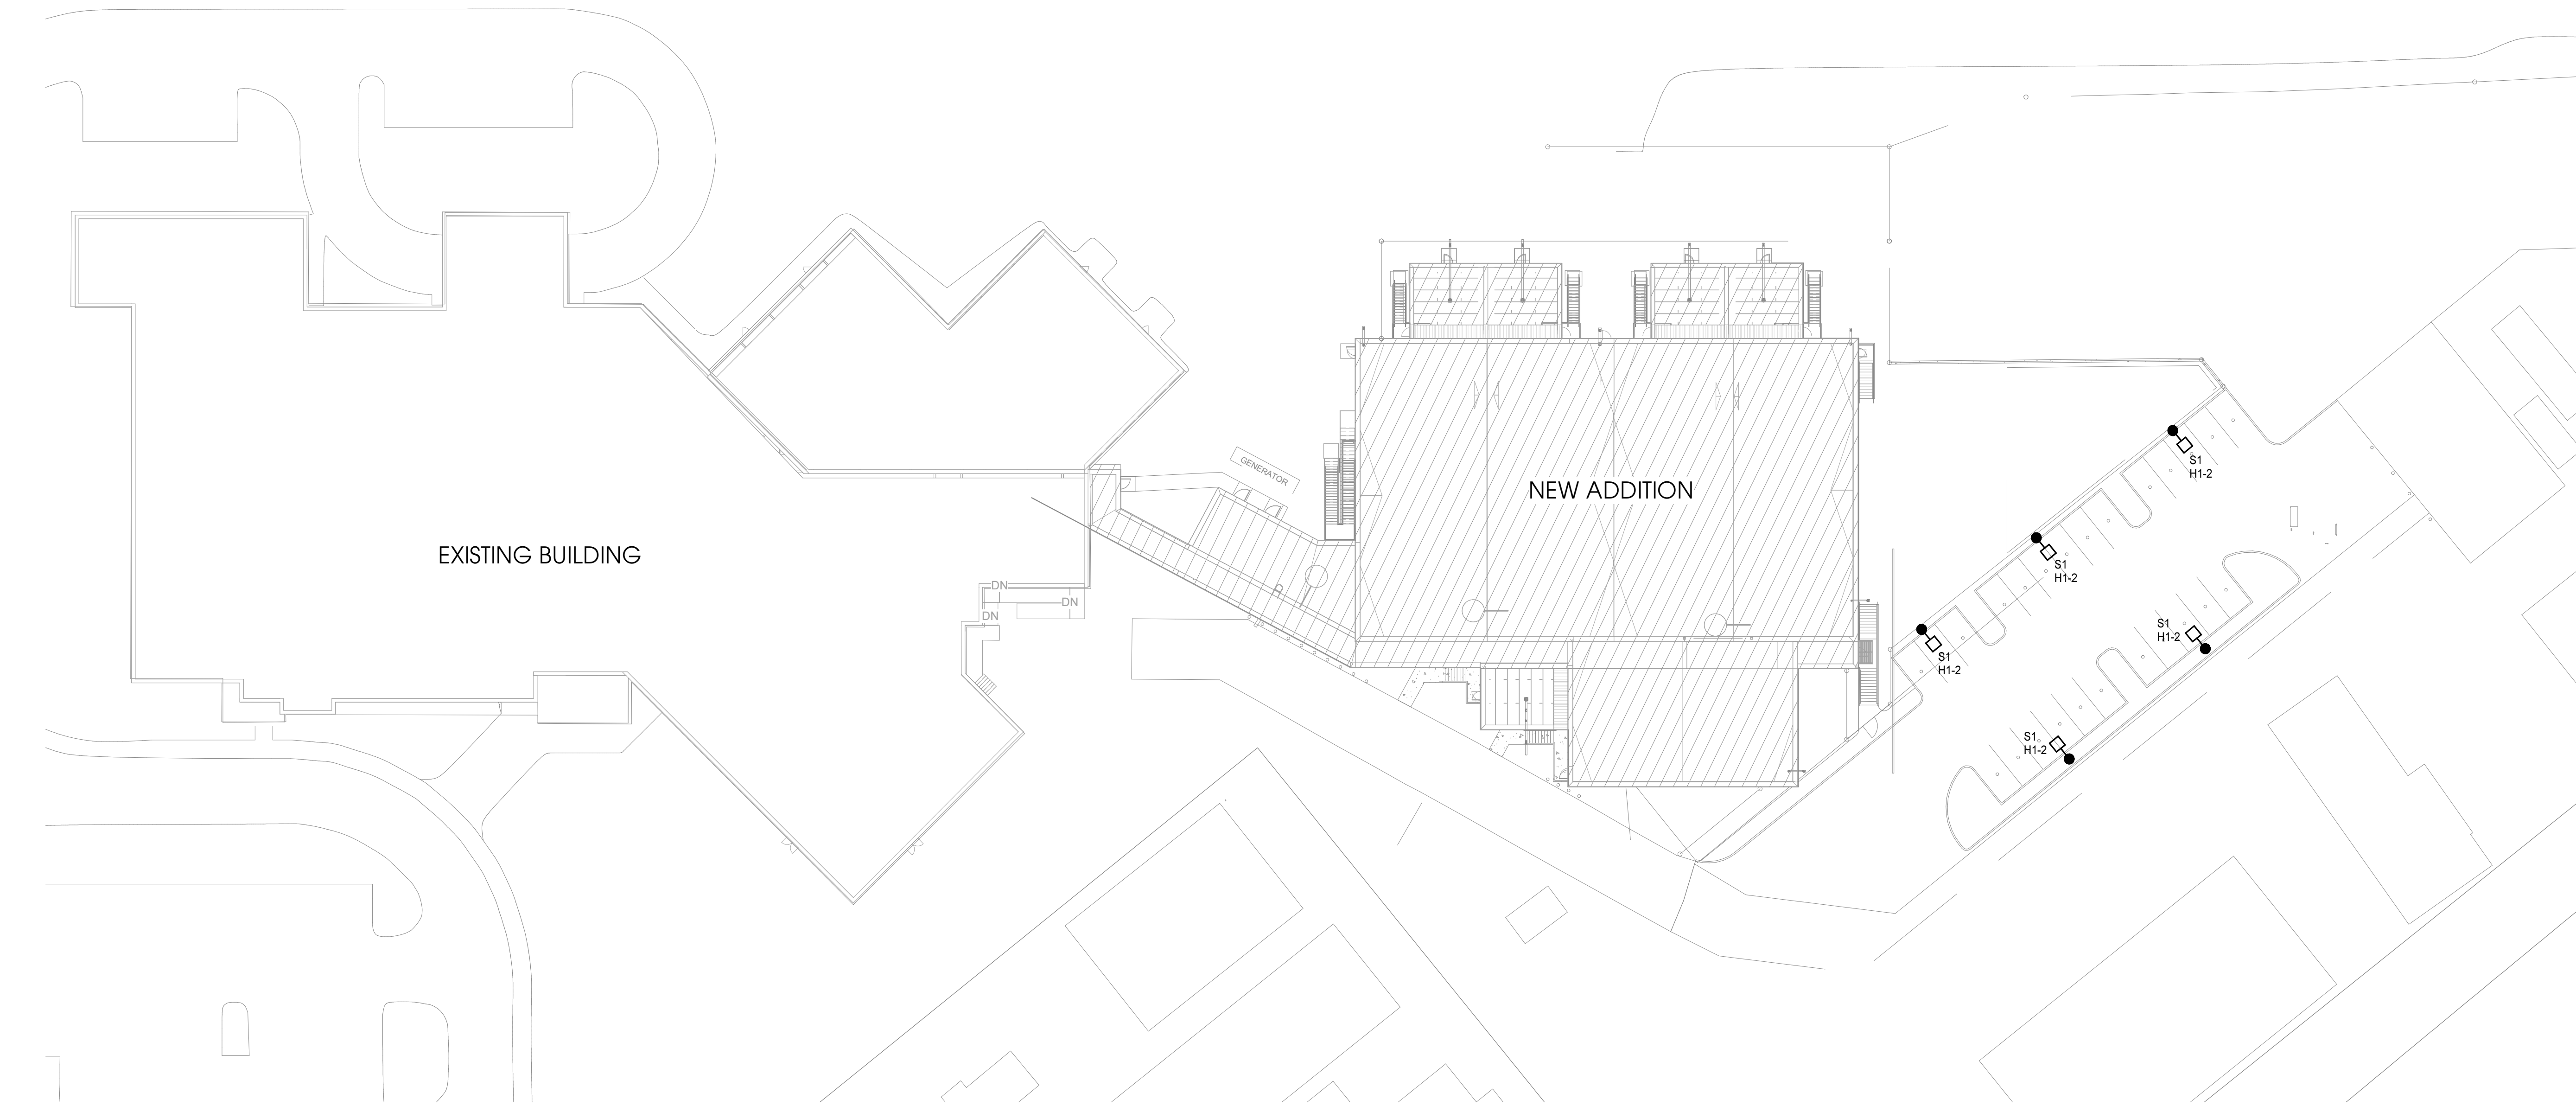 GENERATOR
EXISTING BUILDING
DN
DN
DN
NEW ADDITION
S1
H1-2
S1
H1-2
S1
H1-2
S1
H1-2
S1
H1-2